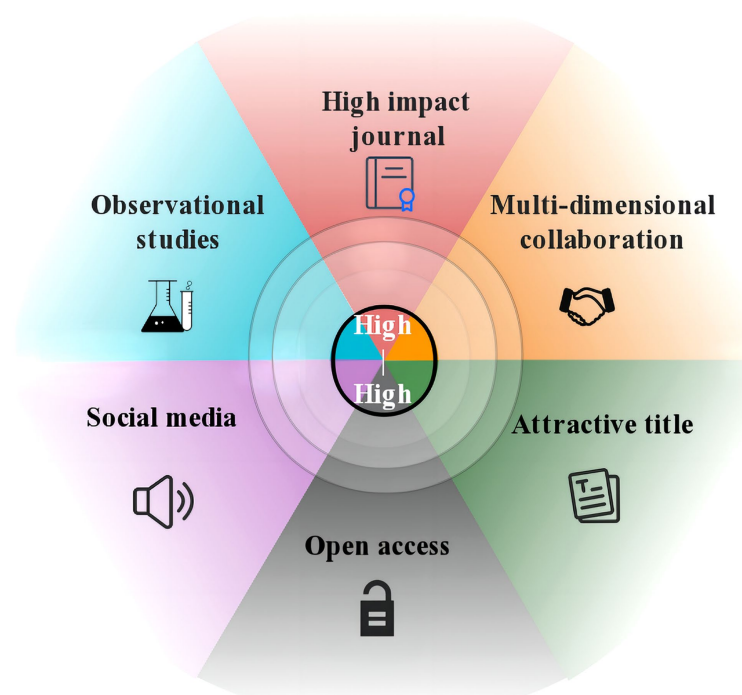 High impact
journal
Observational
studies
Multi-dimensional
collaboration
High
High
Social media
Attractive title
T
Open access